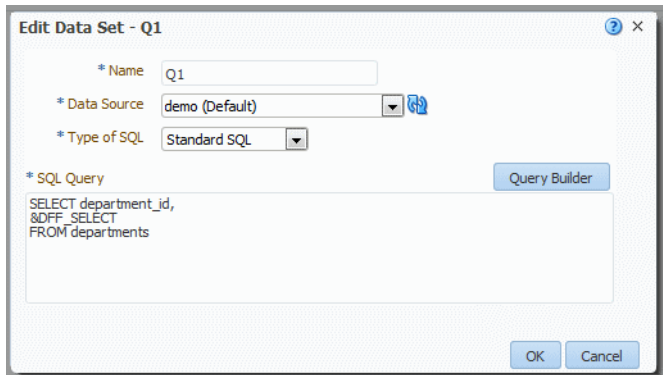 Edit Data Set - Q1
* Name Q1
* Data Source demo (Default)
* Type of SQL Standard SQL
* SQL Query Query Builder
SELECT department_id,
&DFF_SELECT
FROM departments
OK Cancel